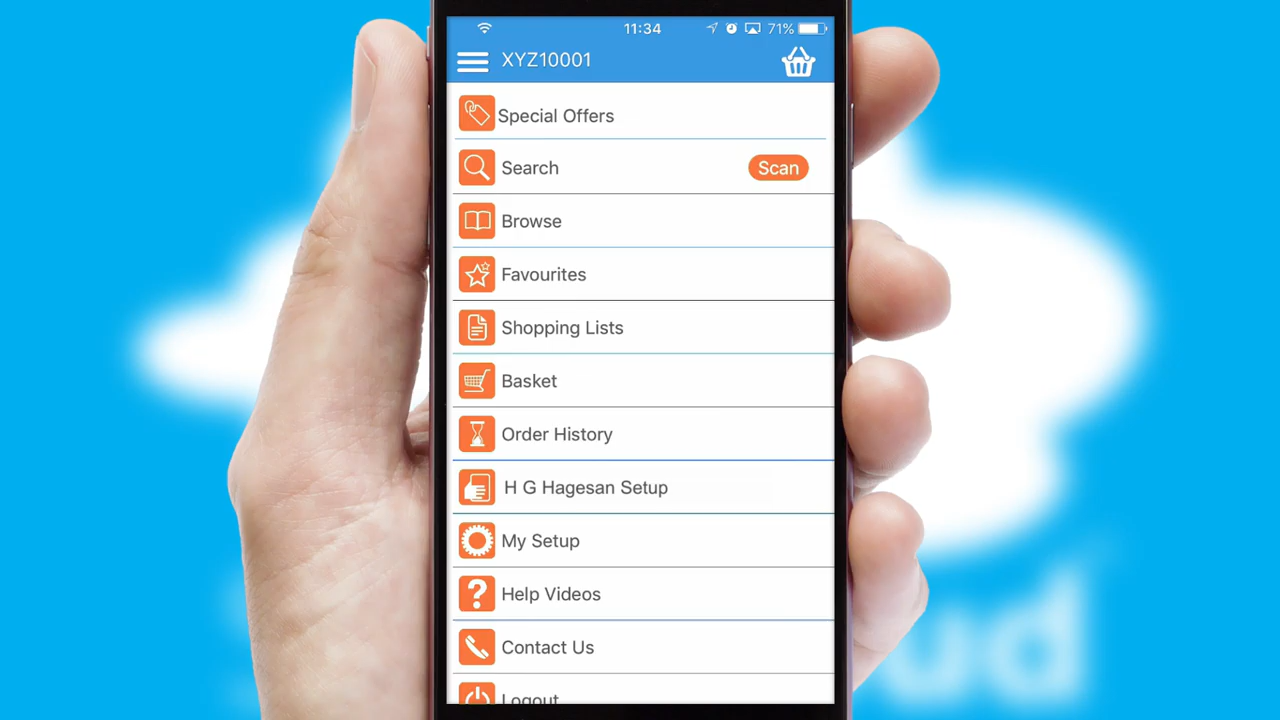 11:34
71%
XYZ10001
Special Offers
Search
Scan
Browse
Favourites
Shopping Lists
Basket
Order History
H G Hagesan Setup
My Setup
Help Videos
Contact Us
Logout